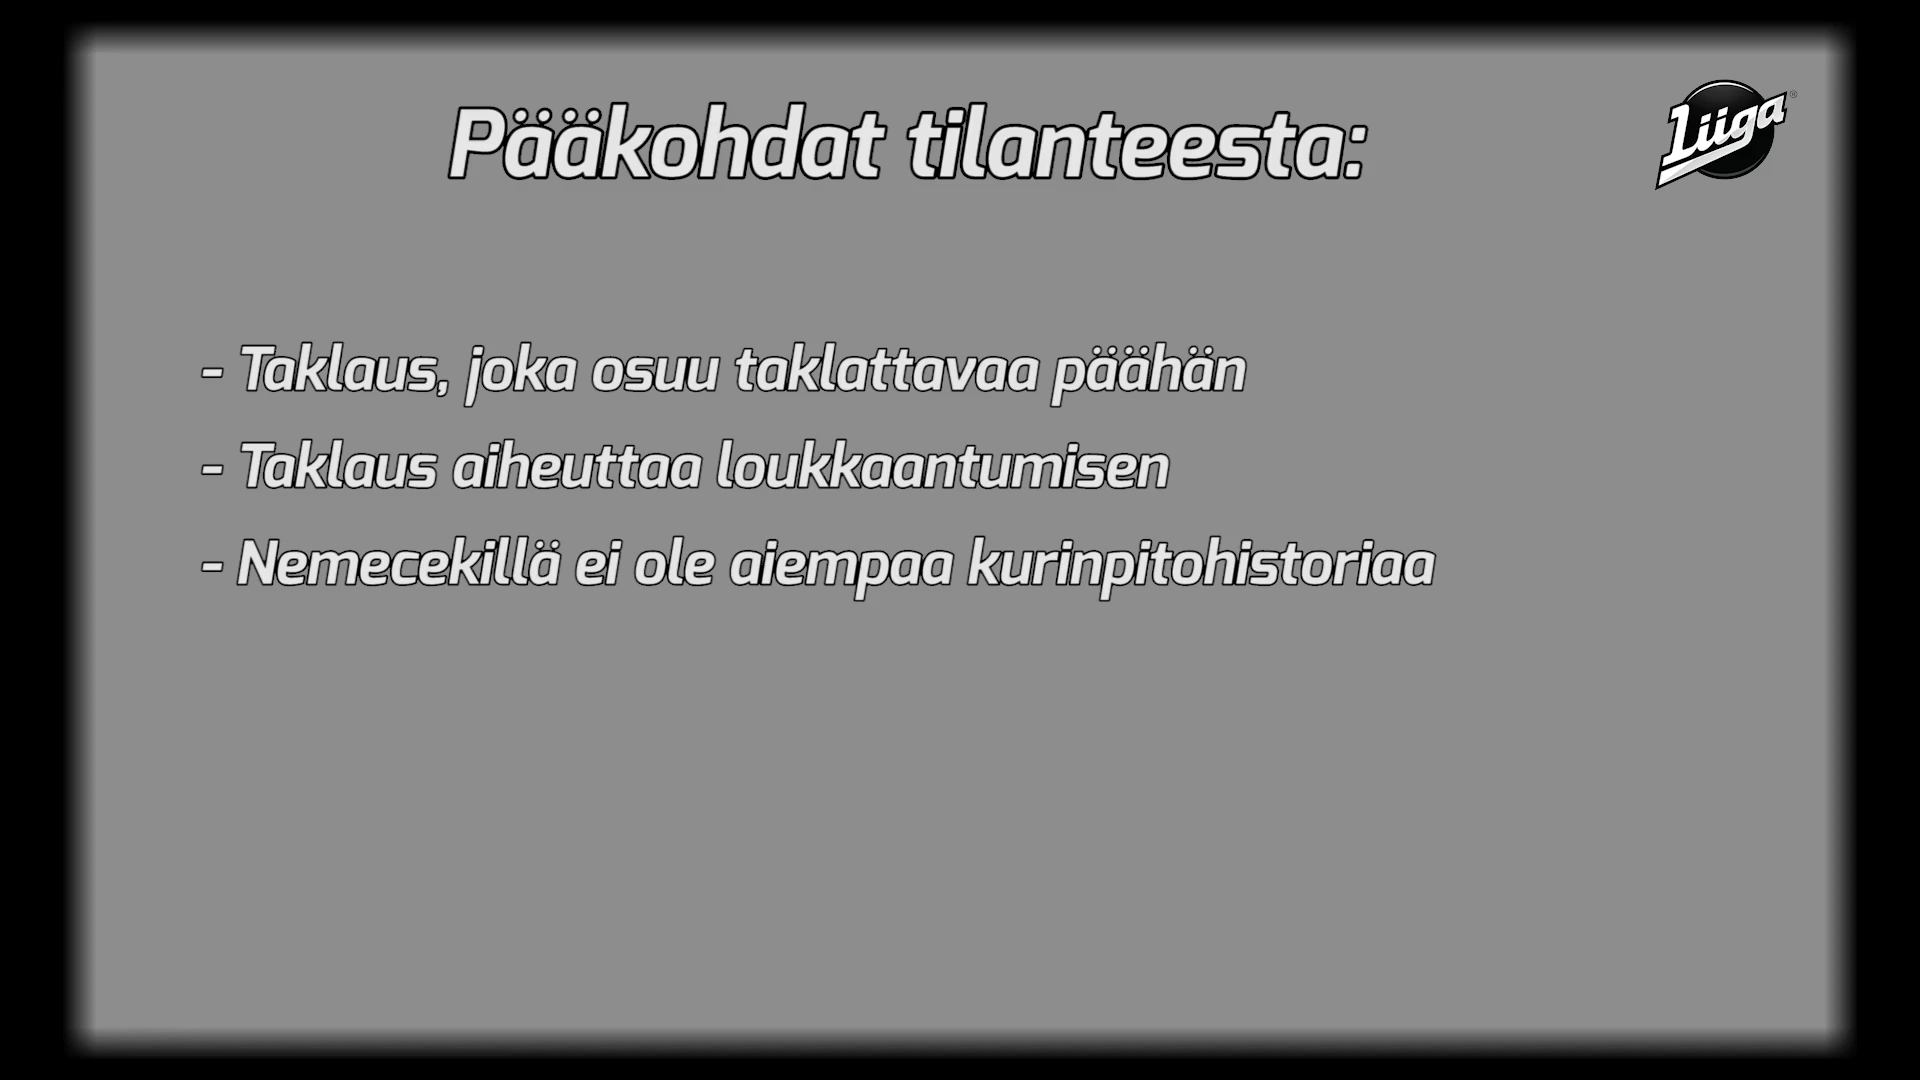 Pääkohdat tilanteesta:
Liiga
- Taklaus, joka osuu taklattavaa päähän
- Taklaus aiheuttaa loukkaantumisen
- Nemecekillä ei ole aiempaa kurinpitohistoriaa